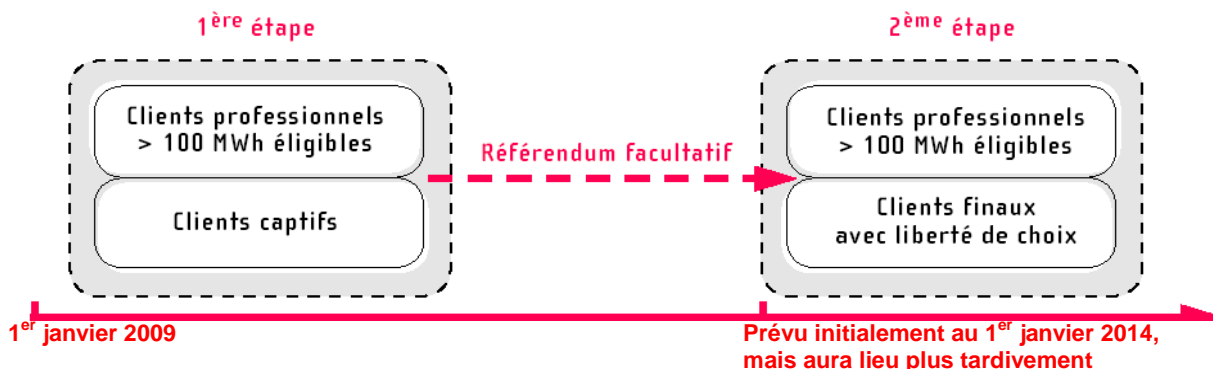 1ère étape
2ème étape
Clients professionnels
> 100 MWh éligibles
Clients captifs
Référendum facultatif
Clients professionnels
> 100 MWh éligibles
Clients finaux
avec liberté de choix
1er janvier 2009
Prévu initialement au 1er janvier 2014,
mais aura lieu plus tardivement